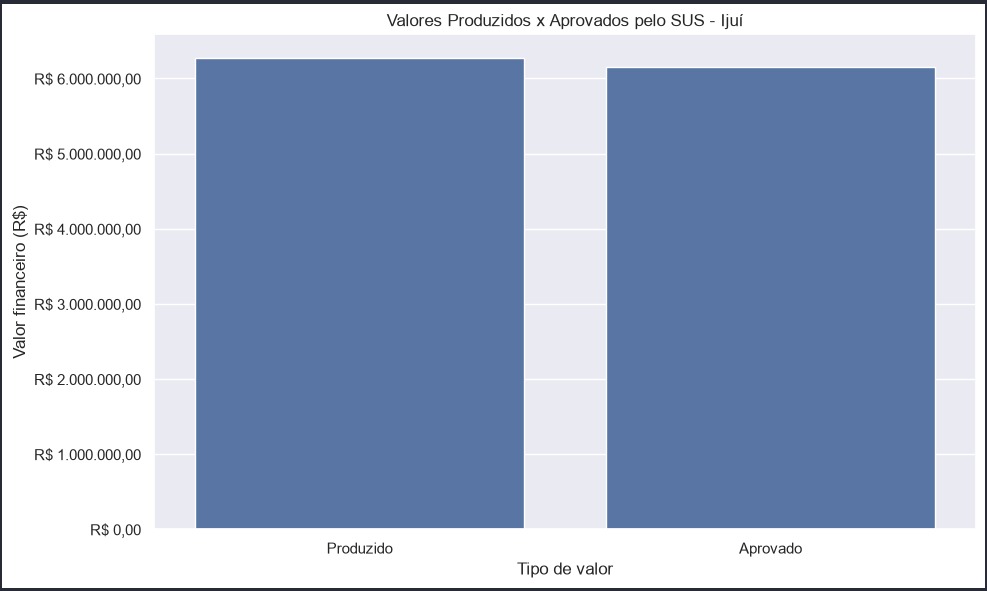 Valores Produzidos x Aprovados pelo SUS - Ijuí
Valor financeiro (R$)
R$ 6.000.000,00
R$ 5.000.000,00
R$ 4.000.000,00
R$ 3.000.000,00
R$ 2.000.000,00
R$ 1.000.000,00
R$ 0,00
Produzido
Aprovado
Tipo de valor